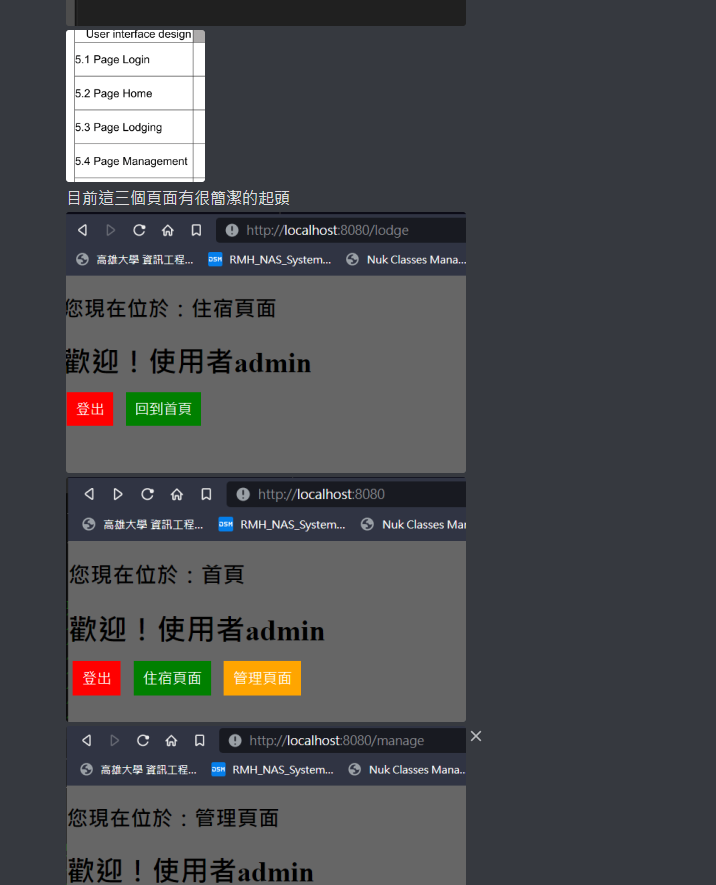 User interface design
5.1 Page Login
5.2 Page Home
5.3 Page Lodging
5.4 Page Management
目前這三個頁面有很簡潔的起頭
http://localhost:8080/lodge
高雄大學 資訊工程... DSM RMH_NAS_System... Nuk Classes Mana...
您現在位於：住宿頁面
歡迎！使用者admin
登出 回到首頁
http://localhost:8080
高雄大學 資訊工程... DSM RMH_NAS_System... Nuk Classes Mar
您現在位於：首頁
歡迎！使用者admin
登出 住宿頁面 管理頁面
http://localhost:8080/manage
高雄大學 資訊工程... DSM RMH_NAS_System... Nuk Classes Mana...
您現在位於：管理頁面
歡迎！使用者admin